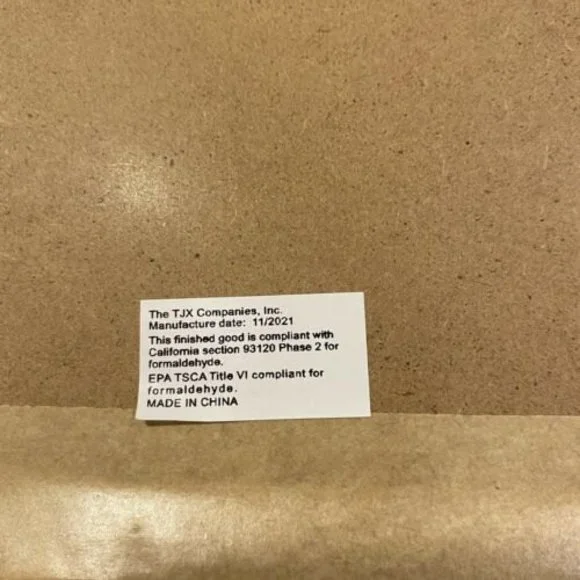 The TJX Companies, Inc.
Manufacture date: 11/2021
This finished good is compliant with
California section 93120 Phase 2 for
formaldehyde.
EPA TSCA Title VI compliant for
formaldehyde.
MADE IN CHINA